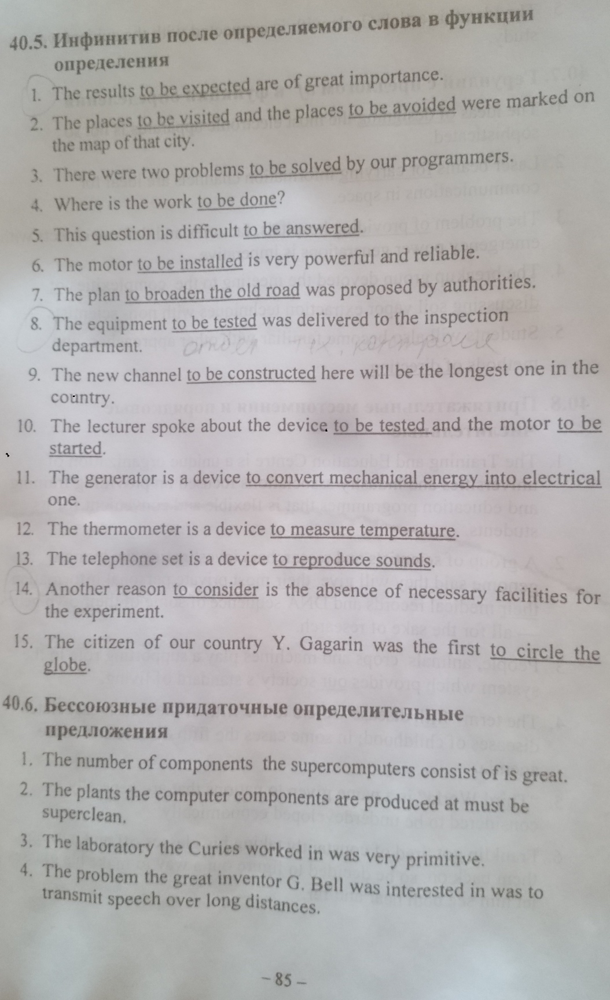 40.5. Инфинитив после определяемого слова в функции
определения
1. The results to be expected are of great importance.
2. The places to be visited and the places to be avoided were marked on
the map of that city.
3. There were two problems to be solved by our programmers.
4. Where is the work to be done?
5. This question is difficult to be answered.
6. The motor to be installed is very powerful and reliable.
7. The plan to broaden the old road was proposed by authorities.
8. The equipment to be tested was delivered to the inspection
department. отдел тех. контроля
9. The new channel to be constructed here will be the longest one in the
country.
10. The lecturer spoke about the device to be tested and the motor to be
started.
11. The generator is a device to convert mechanical energy into electrical
one.
12. The thermometer is a device to measure temperature.
13. The telephone set is a device to reproduce sounds.
14. Another reason to consider is the absence of necessary facilities for
the experiment.
15. The citizen of our country Y. Gagarin was the first to circle the
globe.
40.6. Бессоюзные придаточные определительные
предложения
1. The number of components the supercomputers consist of is great.
2. The plants the computer components are produced at must be
superclean.
3. The laboratory the Curies worked in was very primitive.
4. The problem the great inventor G. Bell was interested in was to
transmit speech over long distances.
– 85 –